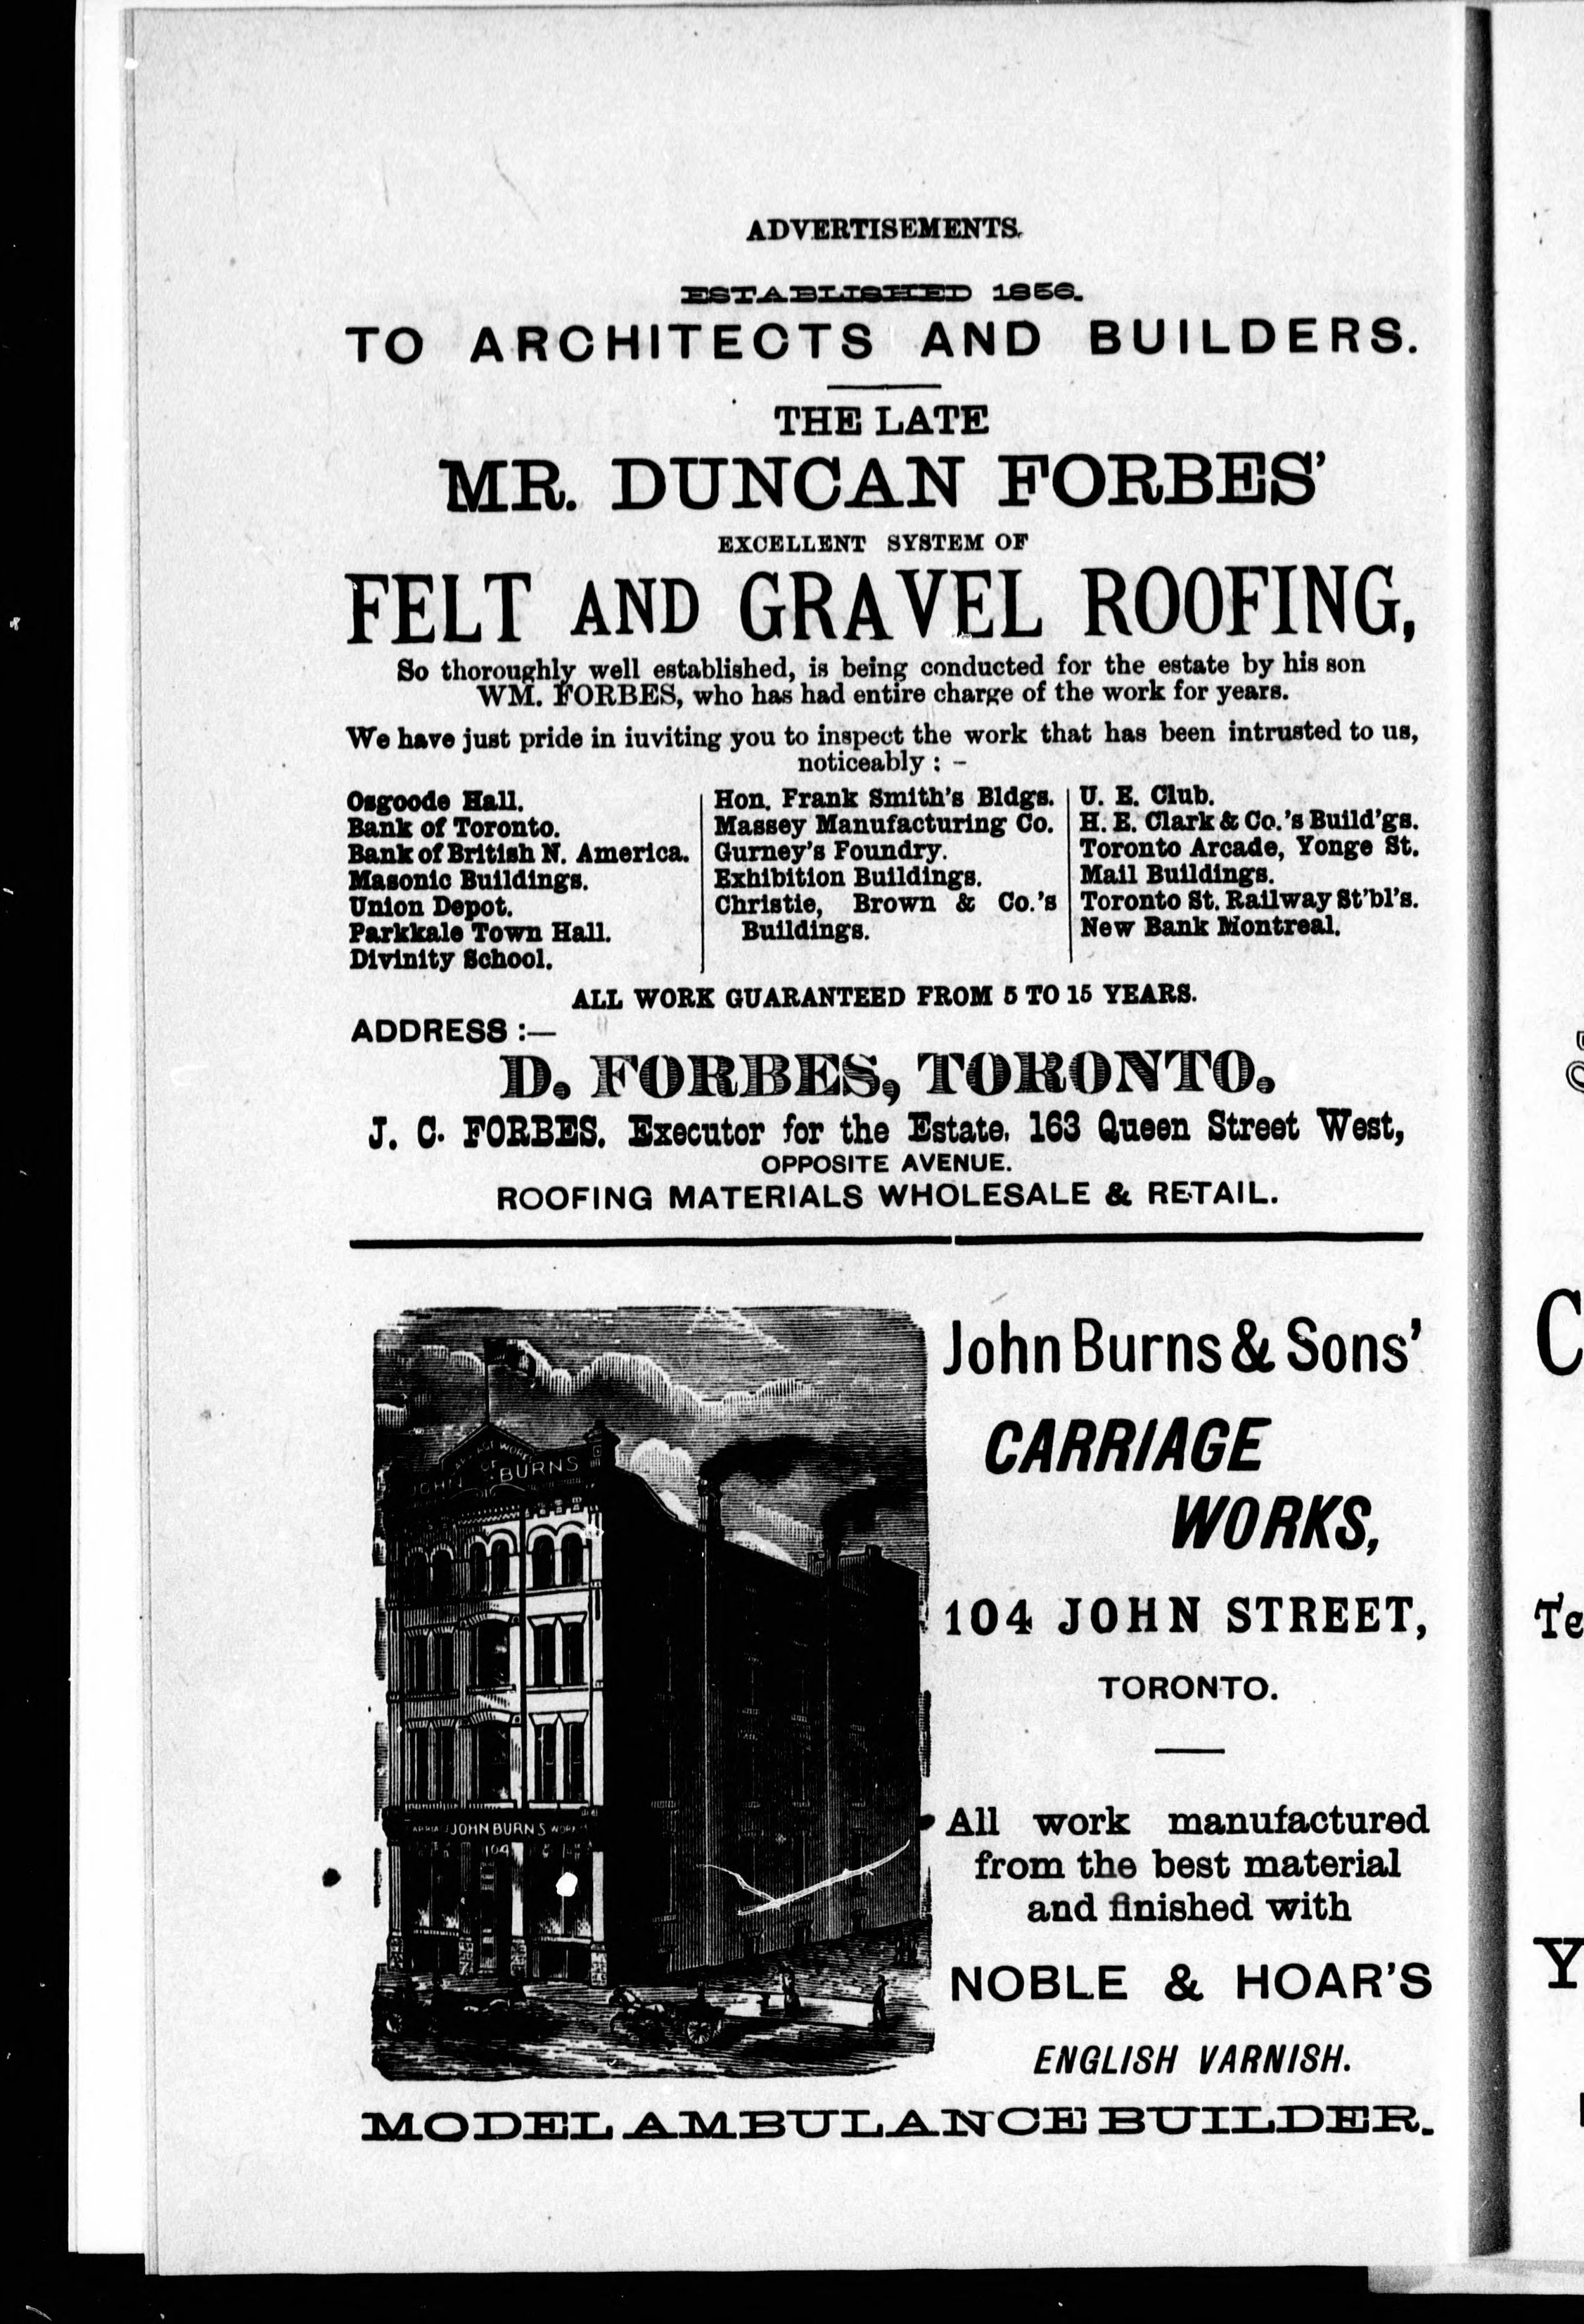 ADVERTISEMENTS.
ESTABLISHED 1856.
TO ARCHITECTS AND BUILDERS.
THE LATE
MR. DUNCAN FORBES'
EXCELLENT SYSTEM OF
FELT AND GRAVEL ROOFING,
So thoroughly well established, is being conducted for the estate by his son
WM. FORBES, who has had entire charge of the work for years.
We have just pride in iuviting you to inspect the work that has been intrusted to us,
noticeably : -
Osgoode Hall.
Bank of Toronto.
Bank of British N. America.
Masonic Buildings.
Union Depot.
Parkkale Town Hall.
Divinity School.
Hon. Frank Smith's Bldgs.
Massey Manufacturing Co.
Gurney's Foundry.
Exhibition Buildings.
Christie, Brown & Co.'s
Buildings.
U. E. Club.
H. E. Clark & Co.'s Build'gs.
Toronto Arcade, Yonge St.
Mail Buildings.
Toronto St. Railway St'bl's.
New Bank Montreal.
ALL WORK GUARANTEED FROM 5 TO 15 YEARS.
ADDRESS :—
D. FORBES, TORONTO.
J. C. FORBES. Executor for the Estate. 163 Queen Street West,
OPPOSITE AVENUE.
ROOFING MATERIALS WHOLESALE & RETAIL.
OF
JOHN BURNS
JOHN BURNS
104
John Burns & Sons'
CARRIAGE
WORKS,
104 JOHN STREET,
TORONTO.
All work manufactured
from the best material
and finished with
NOBLE & HOAR'S
ENGLISH VARNISH.
MODEL AMBULANCE BUILDER.
C
Te
Y